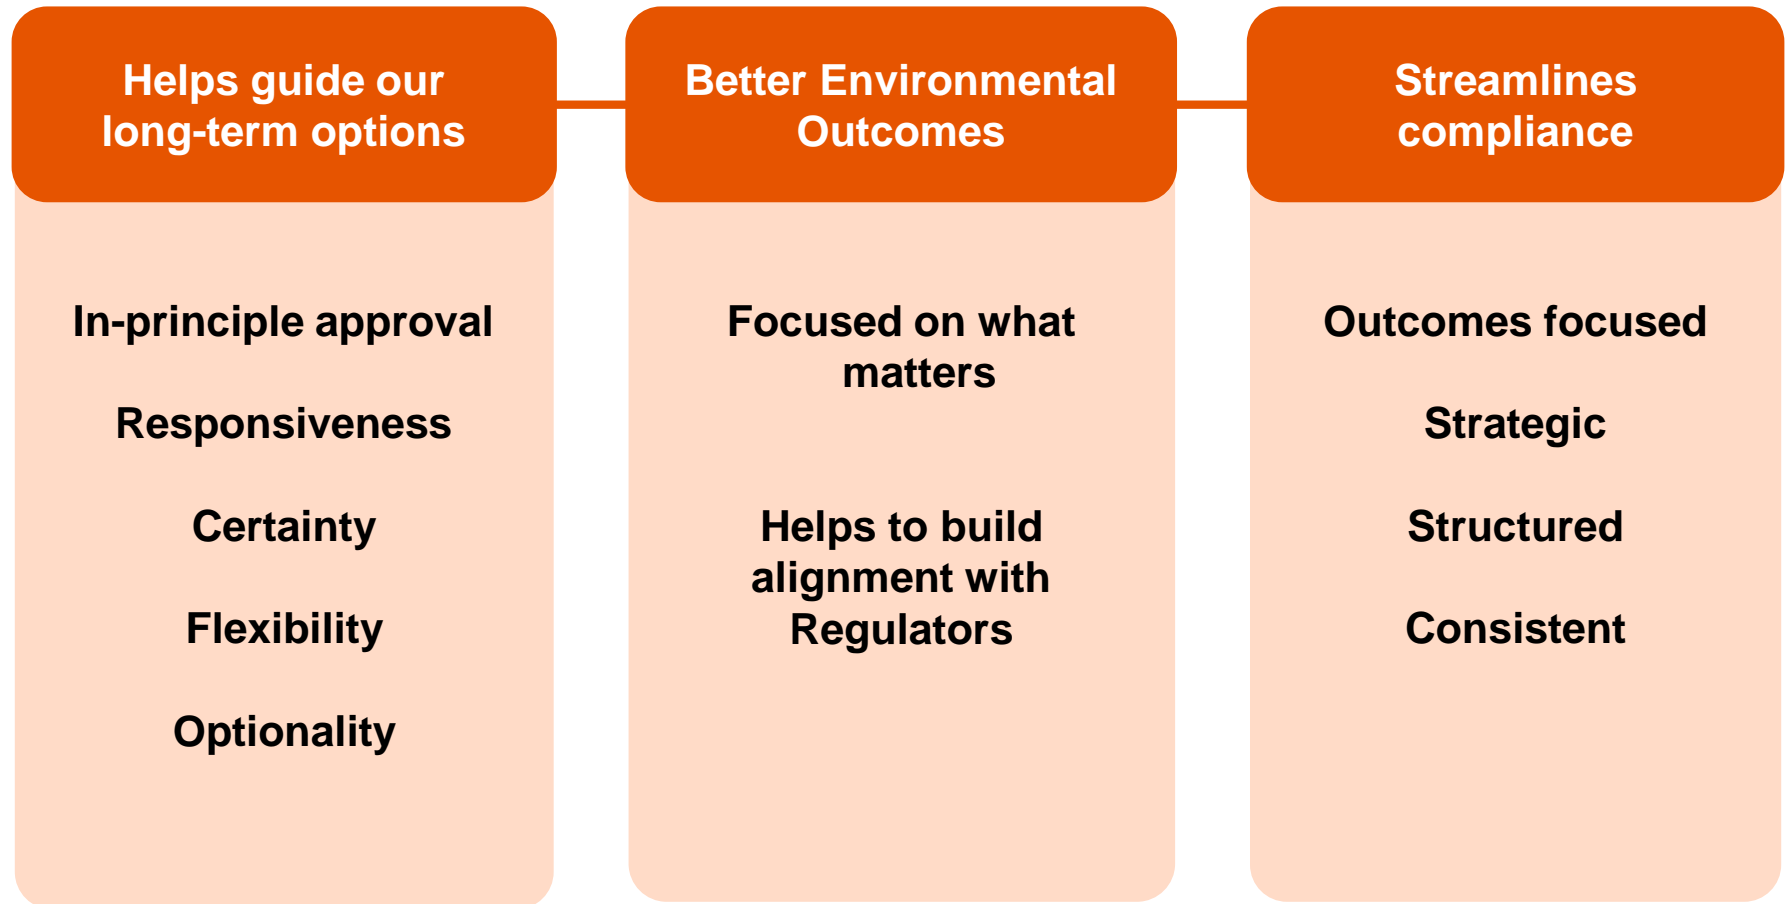 Helps guide our
long-term options
In-principle approval
Responsiveness
Certainty
Flexibility
Optionality
Better Environmental
Outcomes
Focused on what
matters
Helps to build
alignment with
Regulators
Streamlines
compliance
Outcomes focused
Strategic
Structured
Consistent